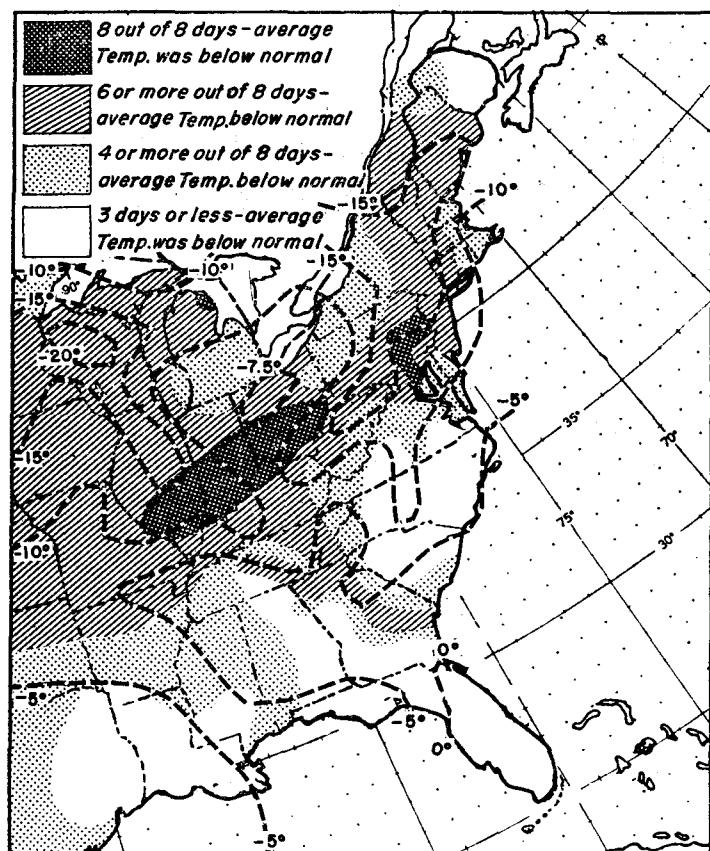 8 out of 8 days-average
Temp. was below normal
6 or more out of 8 days-
average Temp. below normal
4 or more out of 8 days-
average Temp. below normal
3 days or less-average
Temp. was below normal
-10°
-15°
-15°
-10°
-10°
90°
-15°
-20°
-7.5°
-5°
-15°
35°
70°
-10°
75°
30°
0°
-5°
-5°
0°
-5°